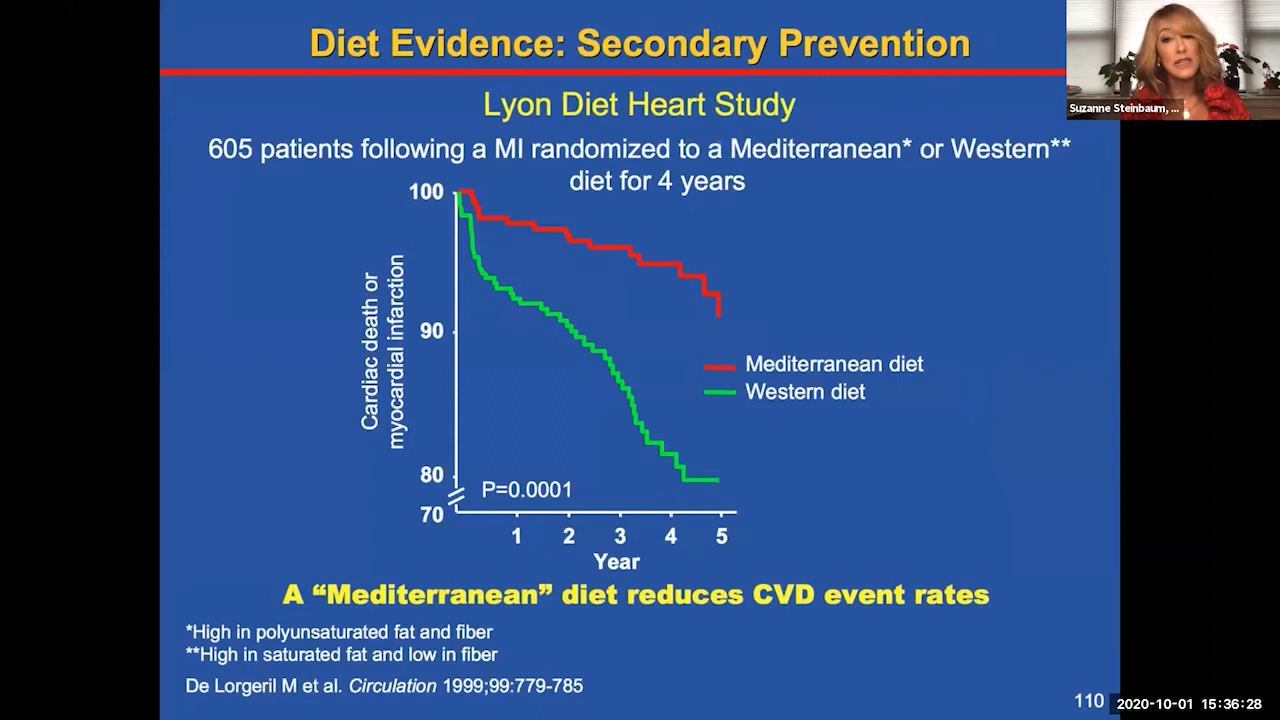 Diet Evidence: Secondary Prevention
Suzanne Steinbaum, ...
Lyon Diet Heart Study
605 patients following a MI randomized to a Mediterranean* or Western**
diet for 4 years
100
90
80
70
Cardiac death or
myocardial infarction
Mediterranean diet
Western diet
P=0.0001
1 2 3 4 5
Year
A “Mediterranean” diet reduces CVD event rates
*High in polyunsaturated fat and fiber
**High in saturated fat and low in fiber
De Lorgeril M et al. Circulation 1999;99:779-785
110
2020-10-01 15:36:28